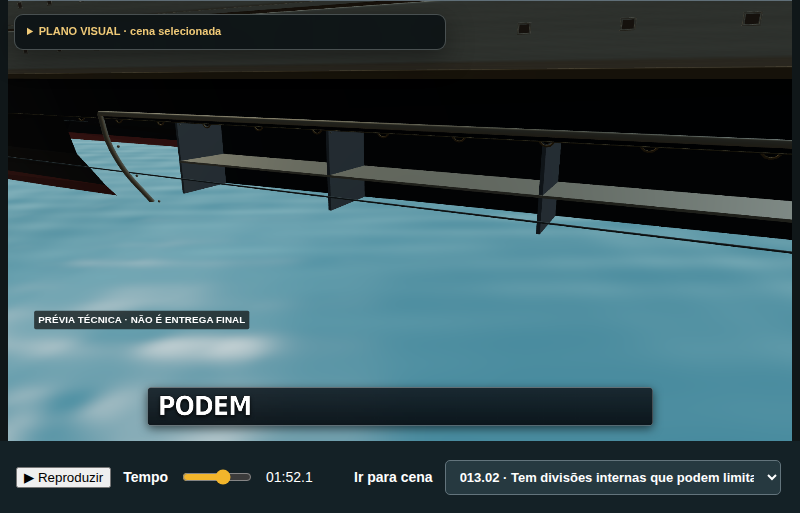 ▶ PLANO VISUAL · cena selecionada
PRÉVIA TÉCNICA · NÃO É ENTREGA FINAL
PODEM
▶ Reproduzir Tempo 01:52.1 Ir para cena 013.02 · Tem divisões internas que podem limita